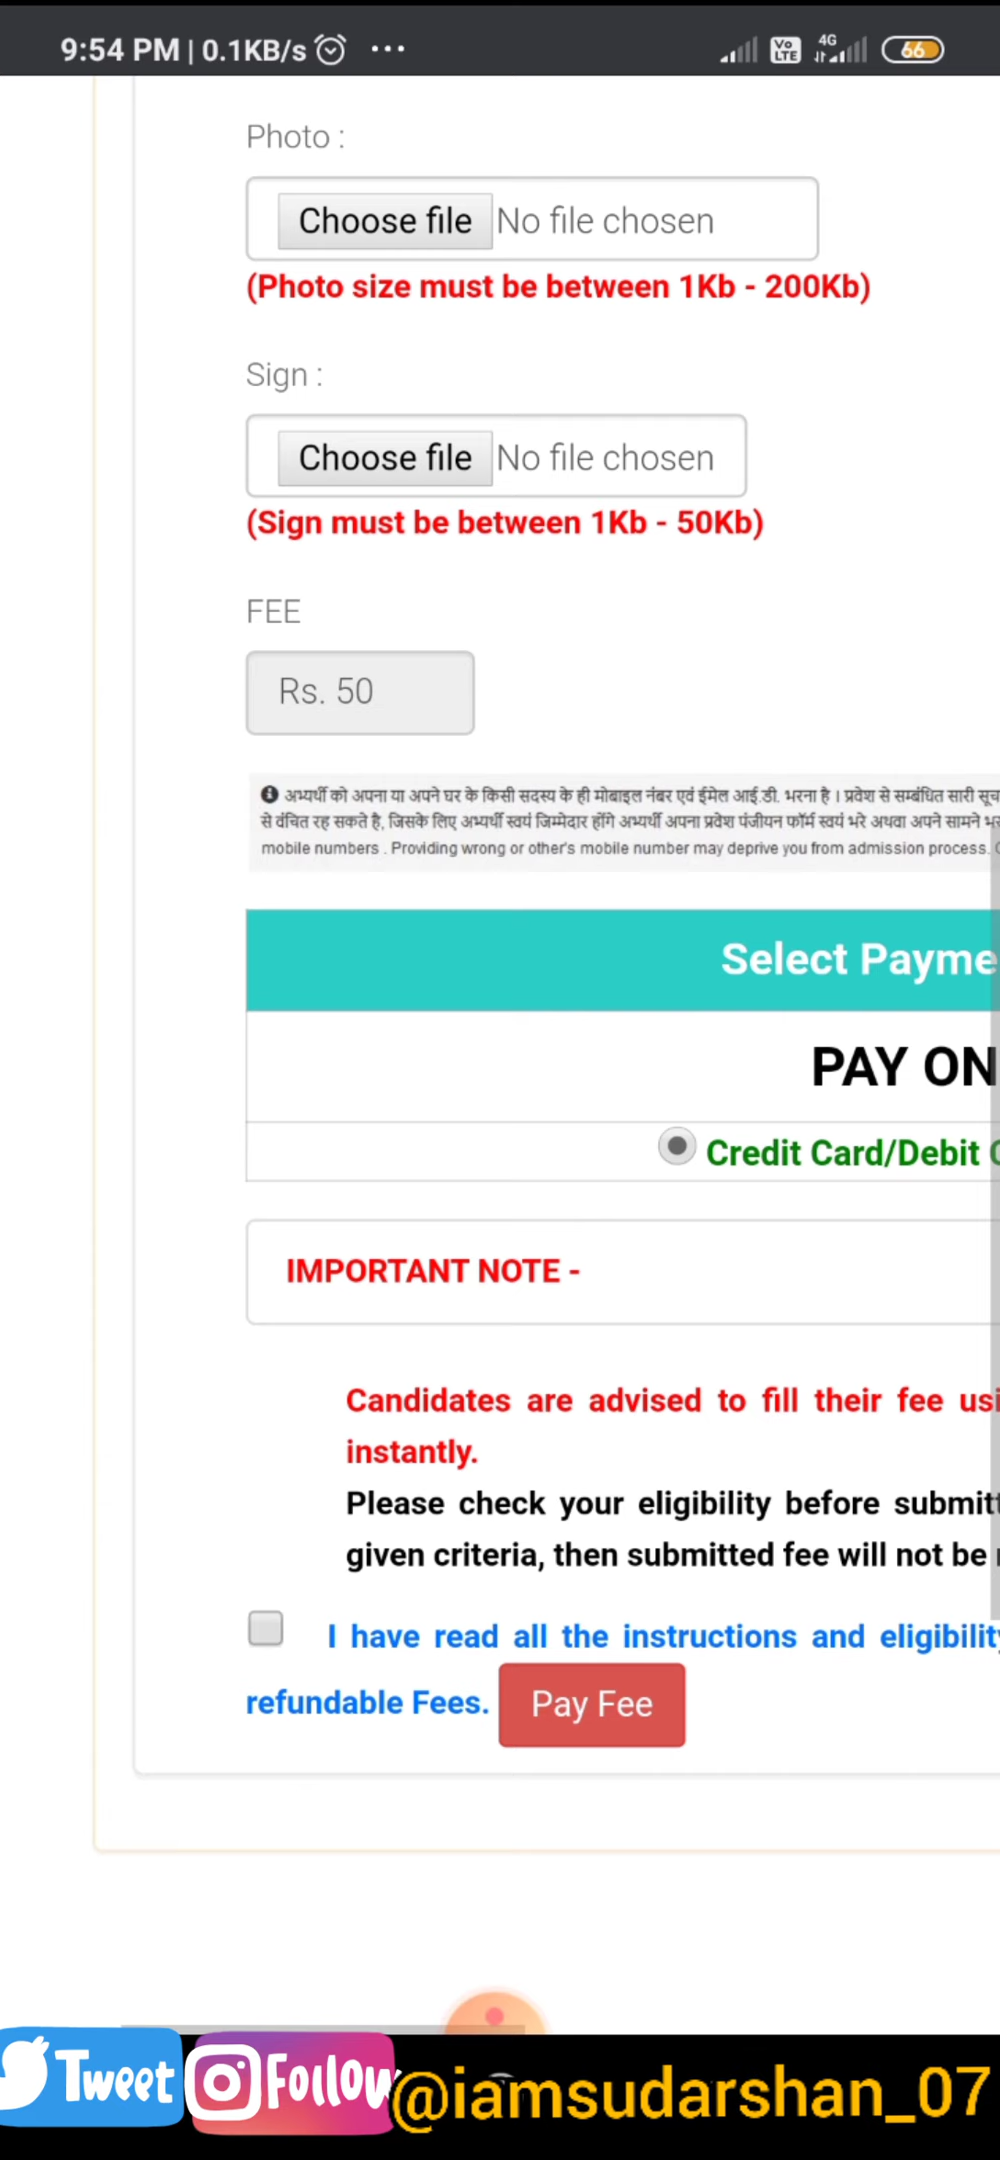 9:54 PM | 0.1KB/s ...
Vo LTE 4G 66
Photo :
Choose file No file chosen
(Photo size must be between 1Kb - 200Kb)
Sign :
Choose file No file chosen
(Sign must be between 1Kb - 50Kb)
FEE
Rs. 50
अभ्यर्थी को अपना या अपने घर के किसी सदस्य के ही मोबाइल नंबर एवं ईमेल आई.डी. भरना है । प्रवेश से सम्बंधित सारी सूच
से वंचित रह सकते है, जिसके लिए अभ्यर्थी स्वयं जिम्मेदार होंगे अभ्यर्थी अपना प्रवेश पंजीयन फॉर्म स्वयं भरे अथवा अपने सामने भर
mobile numbers . Providing wrong or other's mobile number may deprive you from admission process.
Select Payme
PAY ON
Credit Card/Debit C
IMPORTANT NOTE -
Candidates are advised to fill their fee usi
instantly.
Please check your eligibility before submitt
given criteria, then submitted fee will not be
I have read all the instructions and eligibility
refundable Fees. Pay Fee
Tweet Follow @iamsudarshan_07